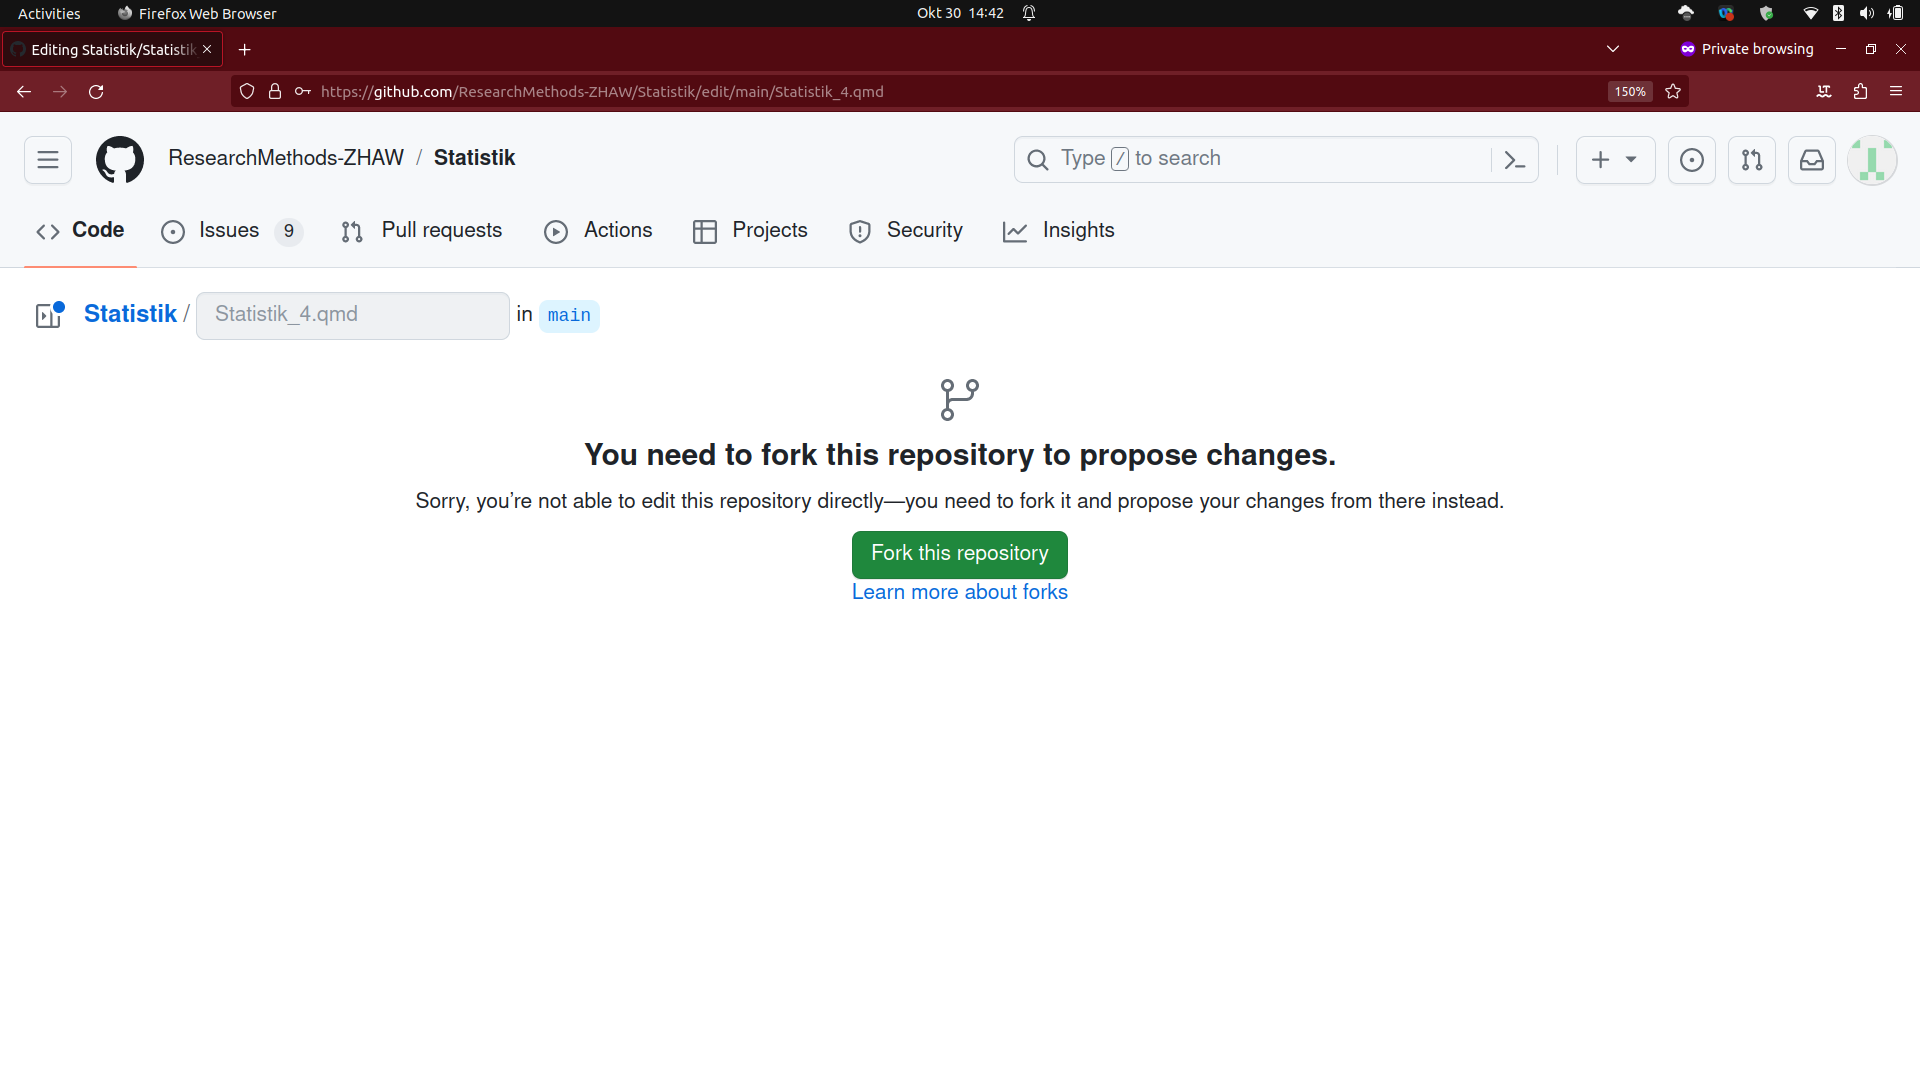 Activities Firefox Web Browser Okt 30 14:42
Editing Statistik/Statistik Private browsing
https://github.com/ResearchMethods-ZHAW/Statistik/edit/main/Statistik_4.qmd 150%
ResearchMethods-ZHAW / Statistik Type / to search
Code Issues 9 Pull requests Actions Projects Security Insights
Statistik / Statistik_4.qmd in main
You need to fork this repository to propose changes.
Sorry, you’re not able to edit this repository directly—you need to fork it and propose your changes from there instead.
Fork this repository
Learn more about forks